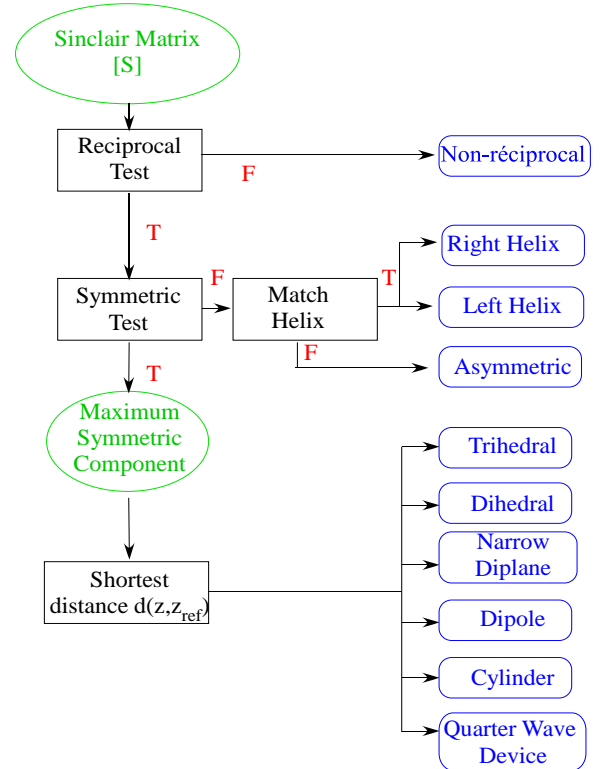 Sinclair Matrix
[S]
Reciprocal
Test
F
Non-réciprocal
T
Symmetric
Test
F
Match
Helix
T
Right Helix
Left Helix
F
Asymmetric
T
Maximum
Symmetric
Component
Shortest
distance d(z,z_ref)
Trihedral
Dihedral
Narrow
Diplane
Dipole
Cylinder
Quarter Wave
Device